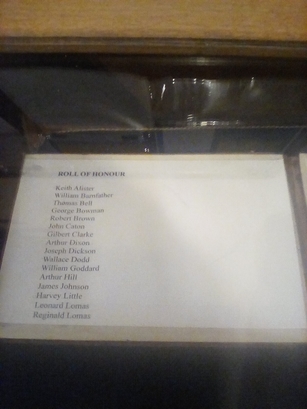 ROLL OF HONOUR
Keith Alister
William Bamfather
Thomas Bell
George Bowman
Robert Brown
John Caton
Gilbert Clarke
Arthur Dixon
Joseph Dickson
Wallace Dodd
William Goddard
Arthur Hill
James Johnson
Harvey Little
Leonard Lomas
Reginald Lomas